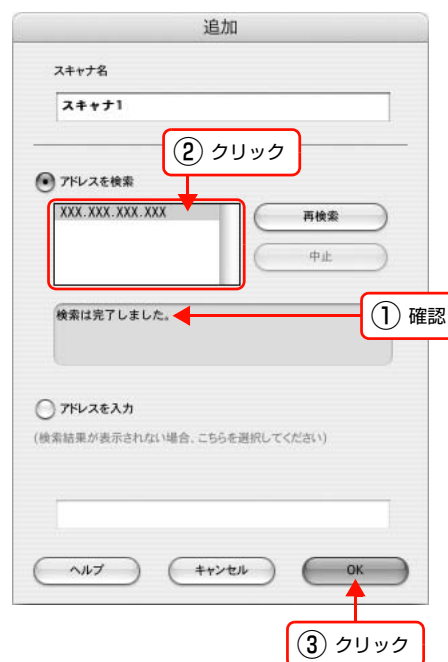 追加
スキャナ名
スキャナ1
② クリック
アドレスを検索
XXX.XXX.XXX.XXX
再検索
中止
検索は完了しました。
① 確認
アドレスを入力
(検索結果が表示されない場合、こちらを選択してください)
ヘルプ
キャンセル
OK
③ クリック